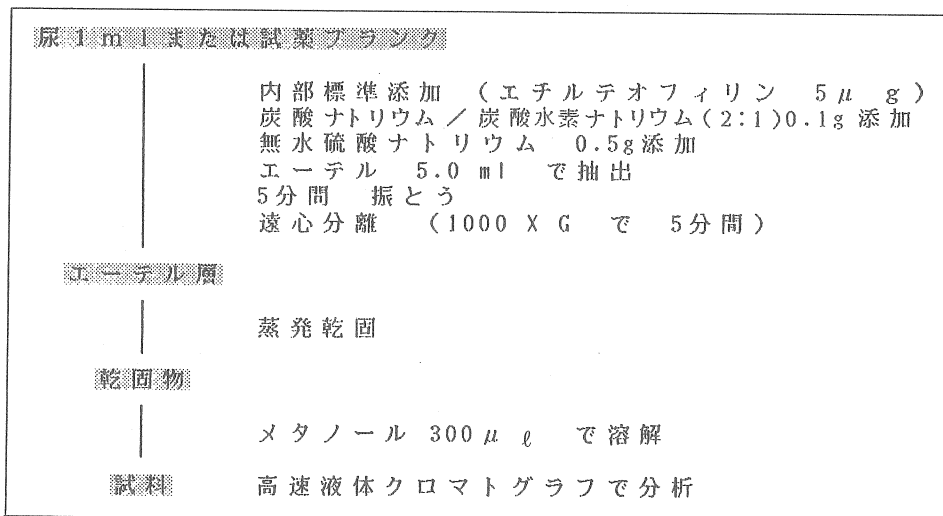 尿1mlまたは試薬ブランク
内部標準添加 (エチルテオフィリン 5μg)
炭酸ナトリウム/炭酸水素ナトリウム(2:1)0.1g添加
無水硫酸ナトリウム 0.5g添加
エーテル 5.0ml で抽出
5分間 振とう
遠心分離 (1000 X G で 5分間)
エーテル層
蒸発乾固
乾固物
メタノール 300μℓ で溶解
試料 高速液体クロマトグラフで分析